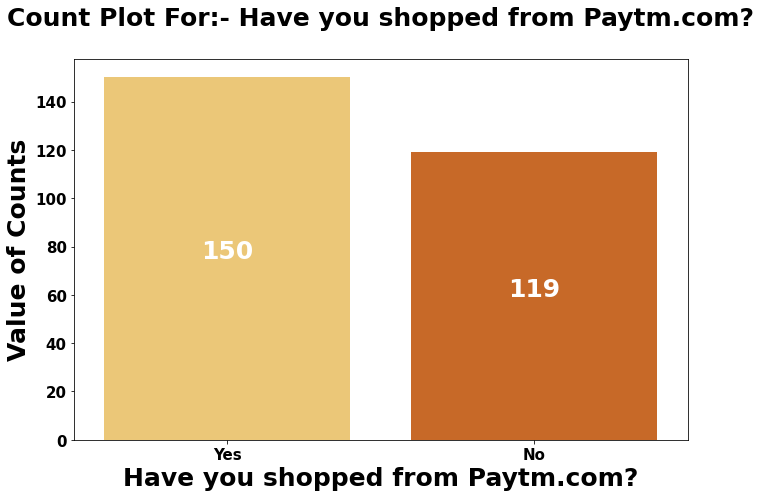 Count Plot For:- Have you shopped from Paytm.com?
Value of Counts
140
120
100
80
60
40
20
0
150
119
Yes No
Have you shopped from Paytm.com?